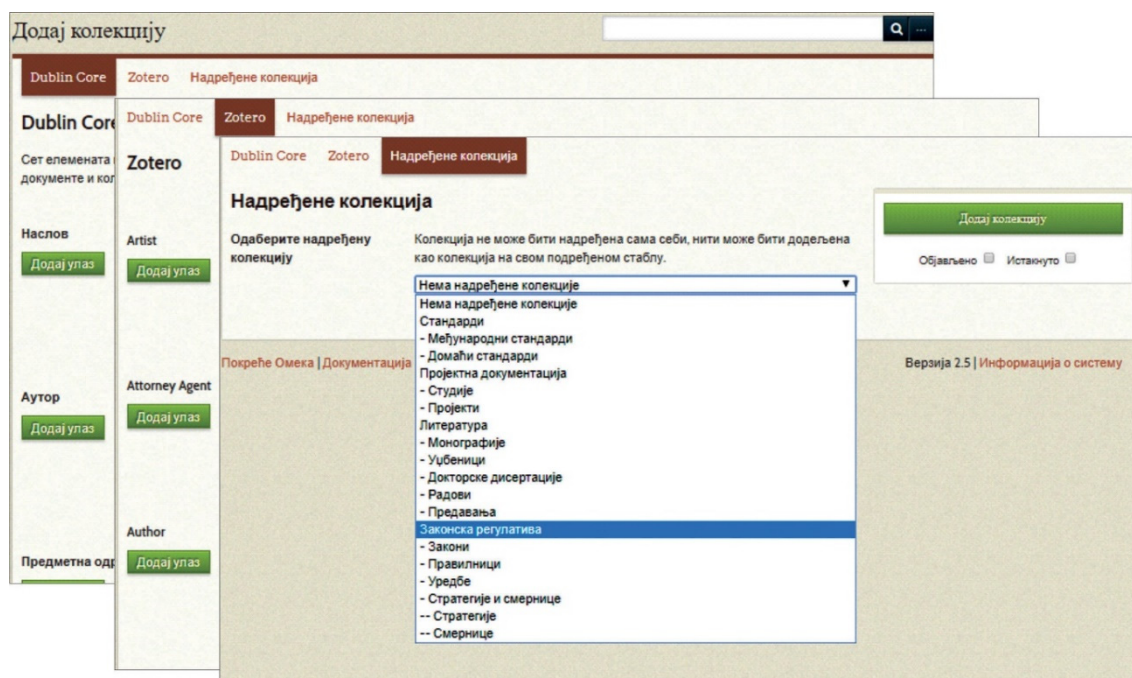 Додај колекцију
...
Dublin Core Zotero Надређене колекција
Dublin Core
Сет елемената
документе и
Наслов
Додај улаз
Аутор
Додај улаз
Предметна
Dublin Core Zotero Надређене колекција
Zotero
Artist
Додај улаз
Attorney Agent
Додај улаз
Author
Додај улаз
Dublin Core Zotero Надређене колекција
Надређене колекција
Одаберите надређену
колекцију
Колекција не може бити надређена сама себи, нити може бити додељена
као колекција на свом подређеном стаблу.
Нема надређене колекције
Нема надређене колекције
Стандарди
- Међународни стандарди
- Домаћи стандарди
Пројектна документација
- Студије
- Пројекти
Литература
- Монографије
- Уџбеници
- Докторске дисертације
- Радови
- Предавања
Законска регулатива
- Закони
- Правилници
- Уредбе
- Стратегије и смернице
-- Стратегије
-- Смернице
Додај колекцију
Објављено Истакнуто
Покреће Омека | Документација
Верзија 2.5 | Информација о систему